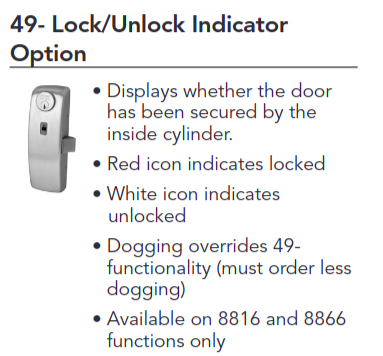 49- Lock/Unlock Indicator
Option
• Displays whether the door
has been secured by the
inside cylinder.
• Red icon indicates locked
• White icon indicates
unlocked
• Dogging overrides 49-
functionality (must order less
dogging)
• Available on 8816 and 8866
functions only